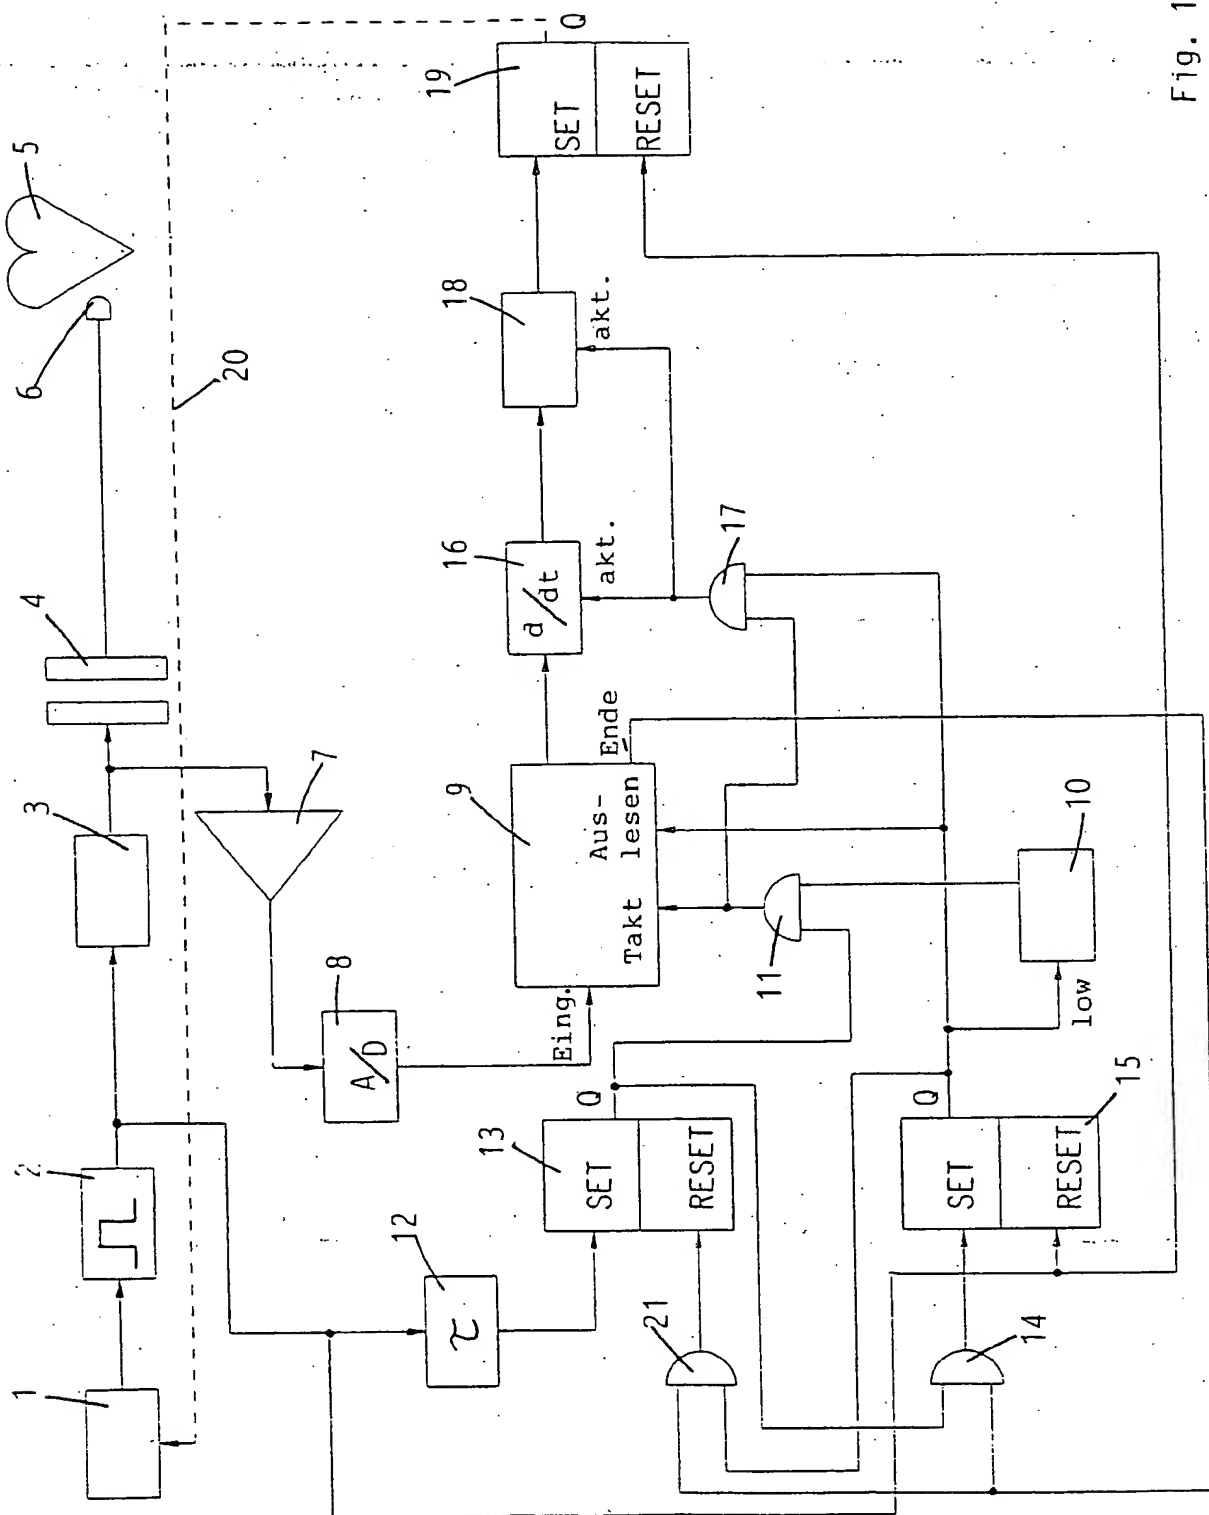 Fig. 1
1
2
3
4
5
6
20
7
8
A/D
9
Eing.
Takt
Aus-
lesen
Ende
16
d/dt
akt.
18
akt.
19
SET
RESET
Q
17
10
low
11
12
τ
13
SET
RESET
Q
21
14
15
SET
RESET
Q